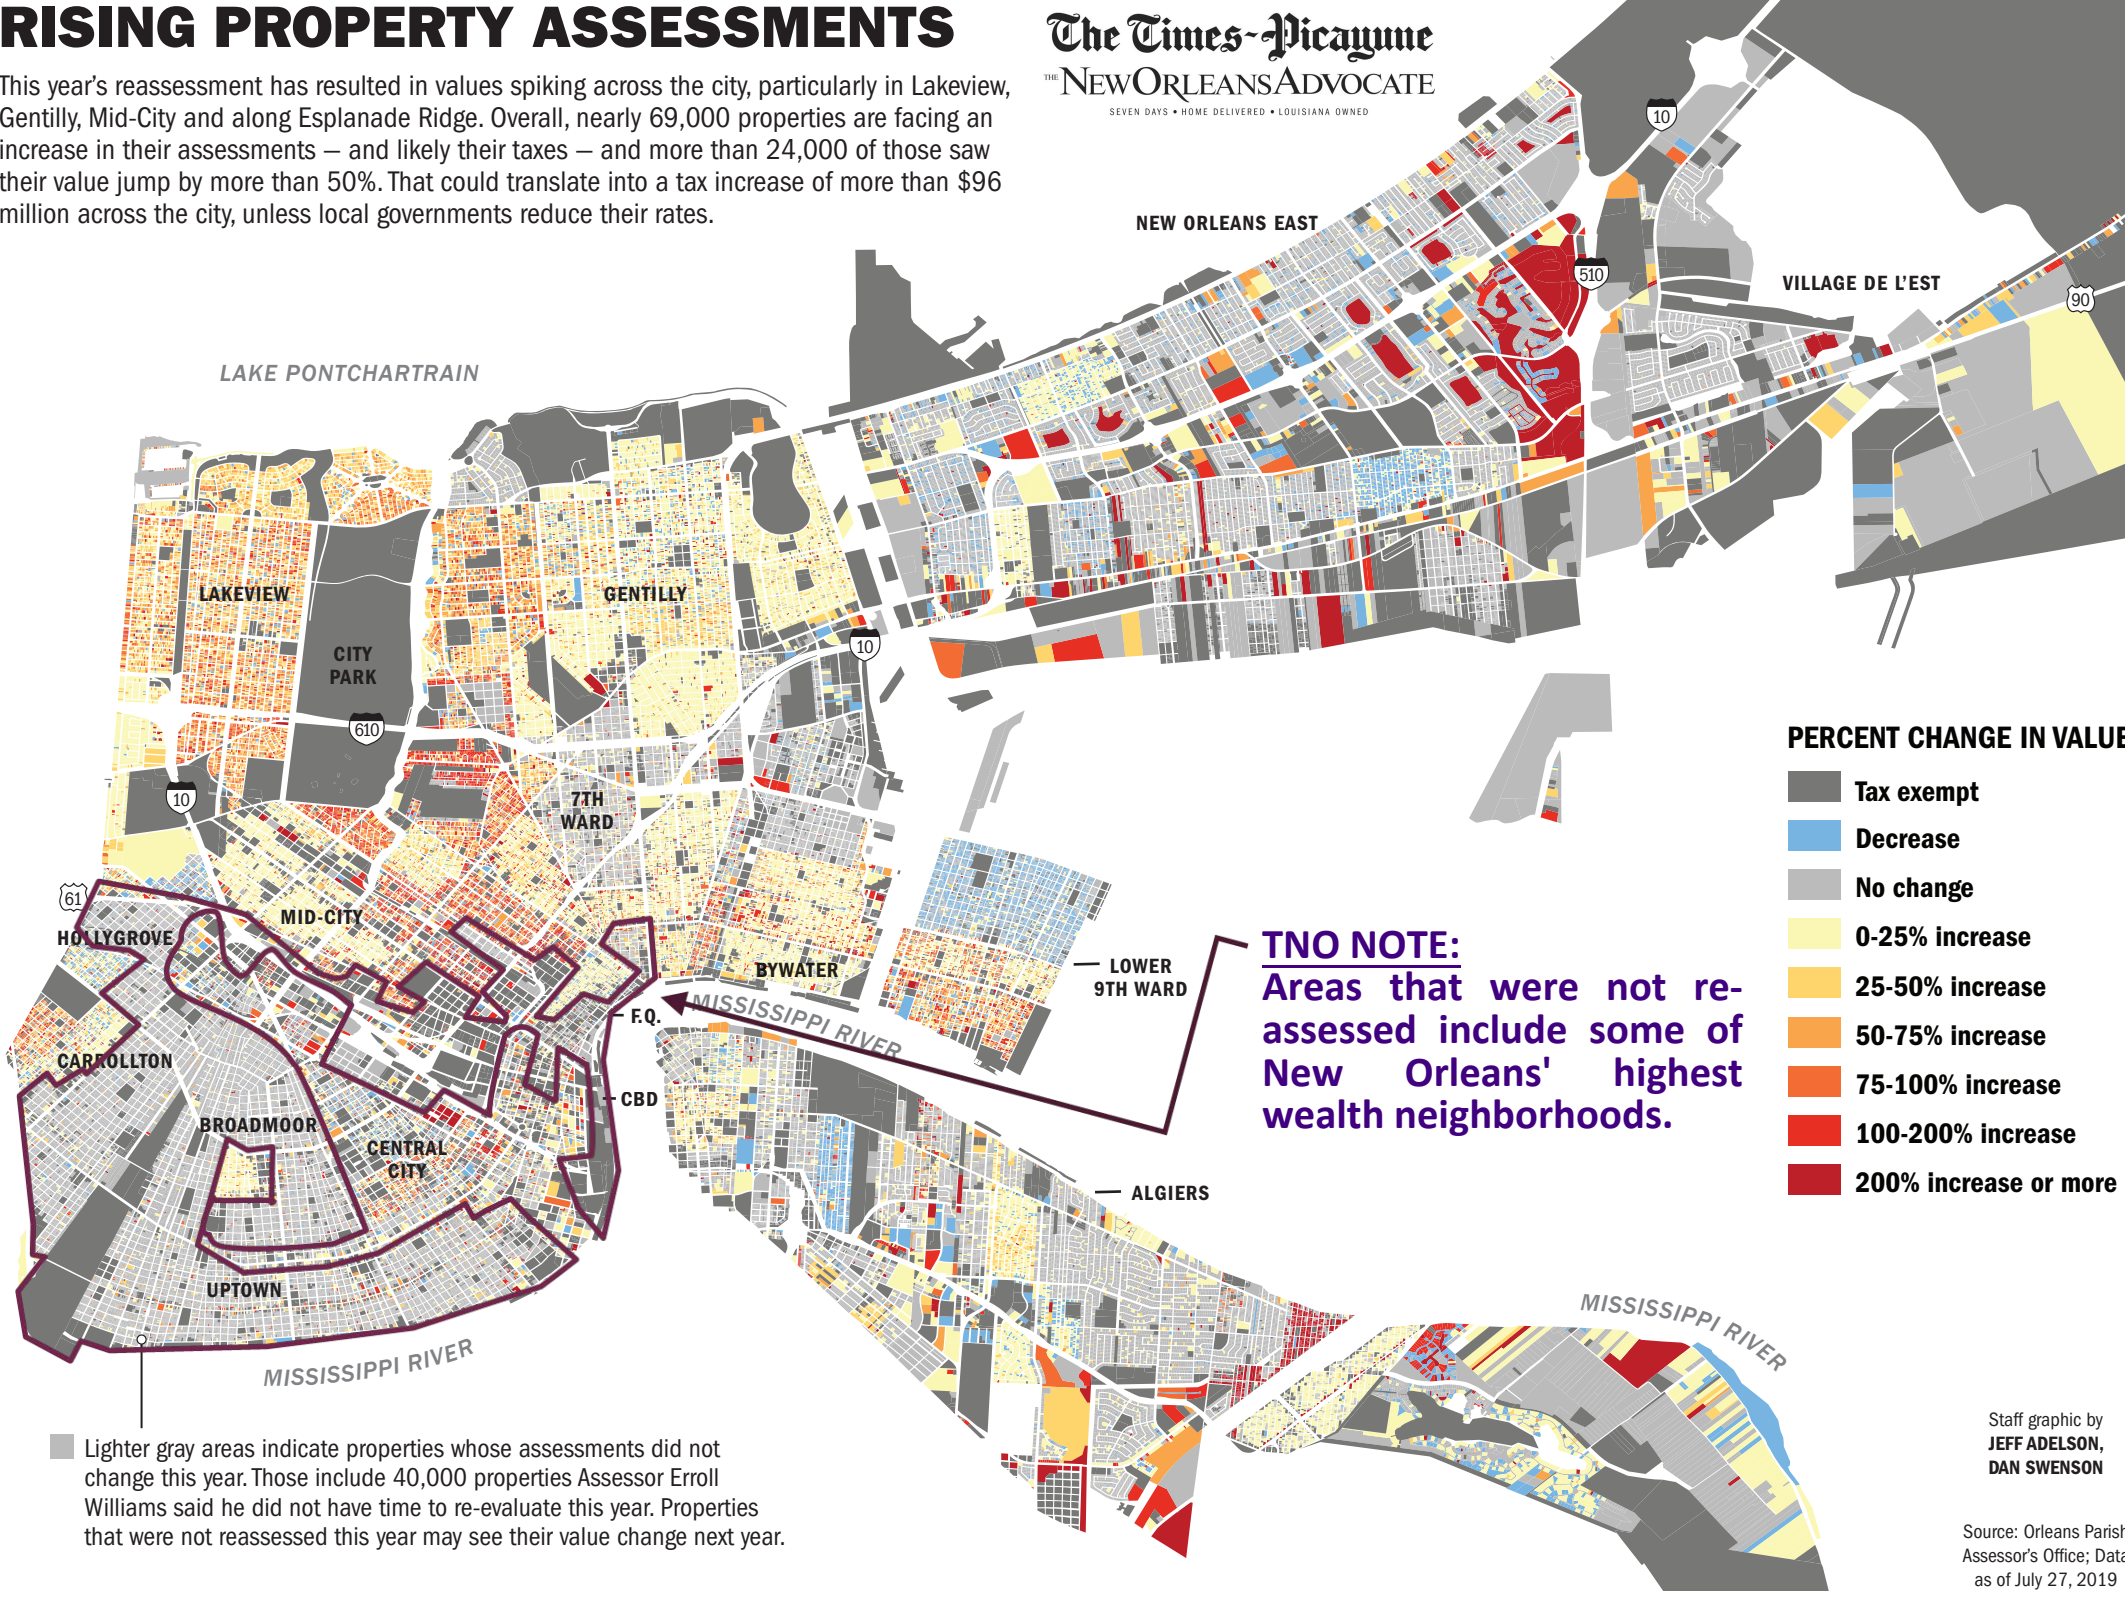 RISING PROPERTY ASSESSMENTS
This year's reassessment has resulted in values spiking across the city, particularly in Lakeview,
Gentilly, Mid-City and along Esplanade Ridge. Overall, nearly 69,000 properties are facing an
increase in their assessments — and likely their taxes — and more than 24,000 of those saw
their value jump by more than 50%. That could translate into a tax increase of more than $96
million across the city, unless local governments reduce their rates.
The Times-Picayune
THE NEW ORLEANS ADVOCATE
SEVEN DAYS • HOME DELIVERED • LOUISIANA OWNED
10
NEW ORLEANS EAST
510
VILLAGE DE L'EST
90
LAKE PONTCHARTRAIN
LAKEVIEW
GENTILLY
CITY
PARK
10
610
10
7TH
WARD
61
MID-CITY
HOLLYGROVE
BYWATER
LOWER
9TH WARD
MISSISSIPPI RIVER
F.Q.
CARROLLTON
CBD
BROADMOOR
CENTRAL
CITY
ALGIERS
UPTOWN
MISSISSIPPI RIVER
MISSISSIPPI RIVER
TNO NOTE:
Areas that were not re-
assessed include some of
New Orleans' highest
wealth neighborhoods.
PERCENT CHANGE IN VALUE
Tax exempt
Decrease
No change
0-25% increase
25-50% increase
50-75% increase
75-100% increase
100-200% increase
200% increase or more
Lighter gray areas indicate properties whose assessments did not
change this year. Those include 40,000 properties Assessor Erroll
Williams said he did not have time to re-evaluate this year. Properties
that were not reassessed this year may see their value change next year.
Staff graphic by
JEFF ADELSON,
DAN SWENSON
Source: Orleans Parish
Assessor's Office; Data
as of July 27, 2019